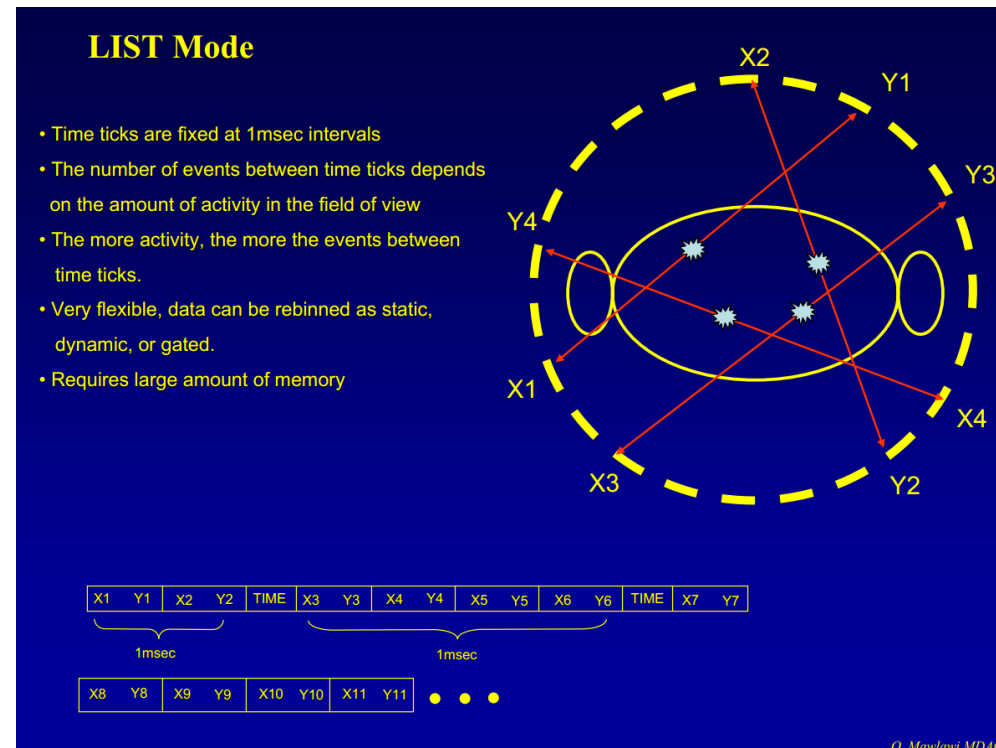 LIST Mode
• Time ticks are fixed at 1msec intervals
• The number of events between time ticks depends
on the amount of activity in the field of view
• The more activity, the more the events between
time ticks.
• Very flexible, data can be rebinned as static,
dynamic, or gated.
• Requires large amount of memory
X2
Y1
Y3
Y4
X1
X4
X3
Y2
X1 Y1 X2 Y2 TIME X3 Y3 X4 Y4 X5 Y5 X6 Y6 TIME X7 Y7
1msec 1msec
X8 Y8 X9 Y9 X10 Y10 X11 Y11 • • •
O. Mawlawi